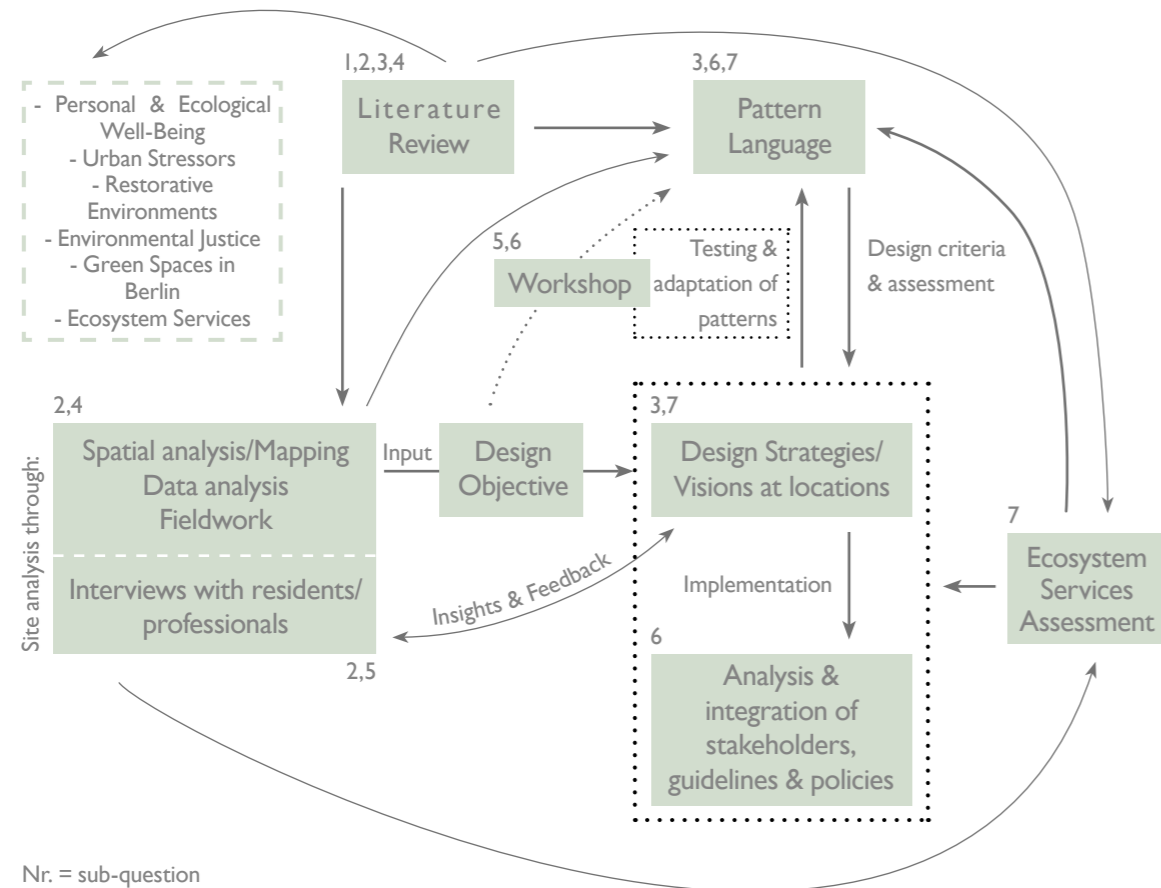 - Personal & Ecological
Well-Being
- Urban Stressors
- Restorative
Environments
- Environmental Justice
- Green Spaces in
Berlin
- Ecosystem Services
1,2,3,4
Literature
Review
3,6,7
Pattern
Language
5,6
Workshop
Testing &
adaptation of
patterns
Design criteria
& assessment
Site analysis through:
2,4
Spatial analysis/Mapping
Data analysis
Fieldwork
Interviews with residents/
professionals
2,5
Input
Design
Objective
Insights & Feedback
3,7
Design Strategies/
Visions at locations
Implementation
6
Analysis &
integration of
stakeholders,
guidelines & policies
7
Ecosystem
Services
Assessment
Nr. = sub-question